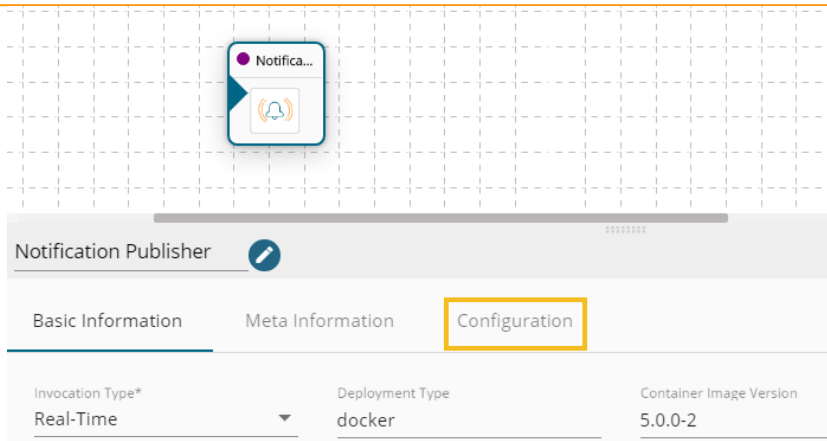 Notifica...
Notification Publisher
Basic Information Meta Information Configuration
Invocation Type* Deployment Type Container Image Version
Real-Time docker 5.0.0-2